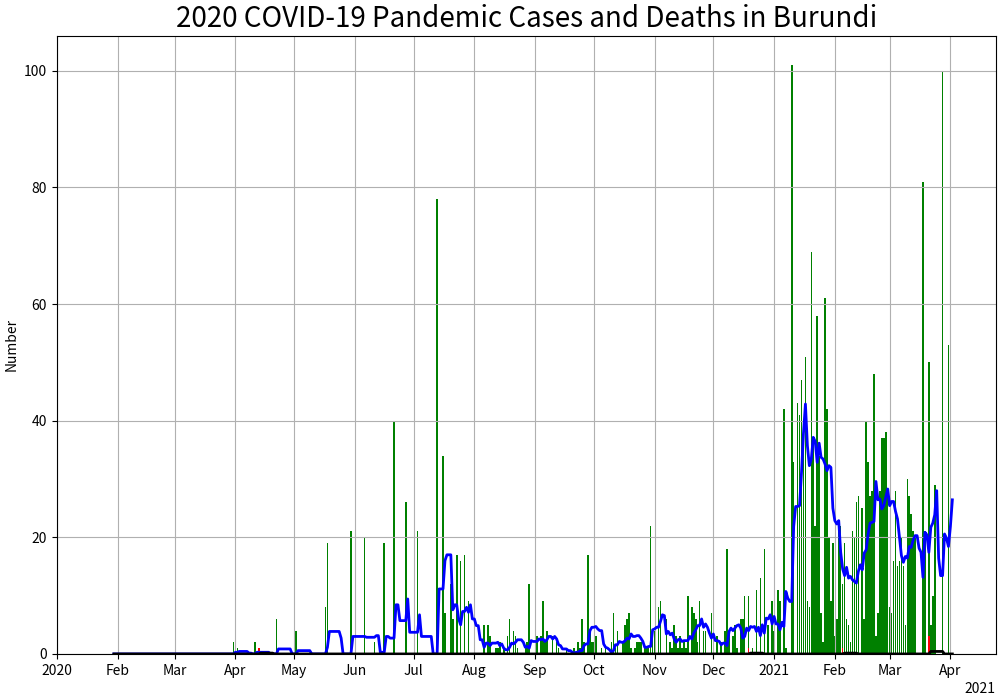 2020 COVID-19 Pandemic Cases and Deaths in Burundi
100
80
60
40
20
0
Number
2020 Feb Mar Apr May Jun Jul Aug Sep Oct Nov Dec 2021 Feb Mar Apr
2021